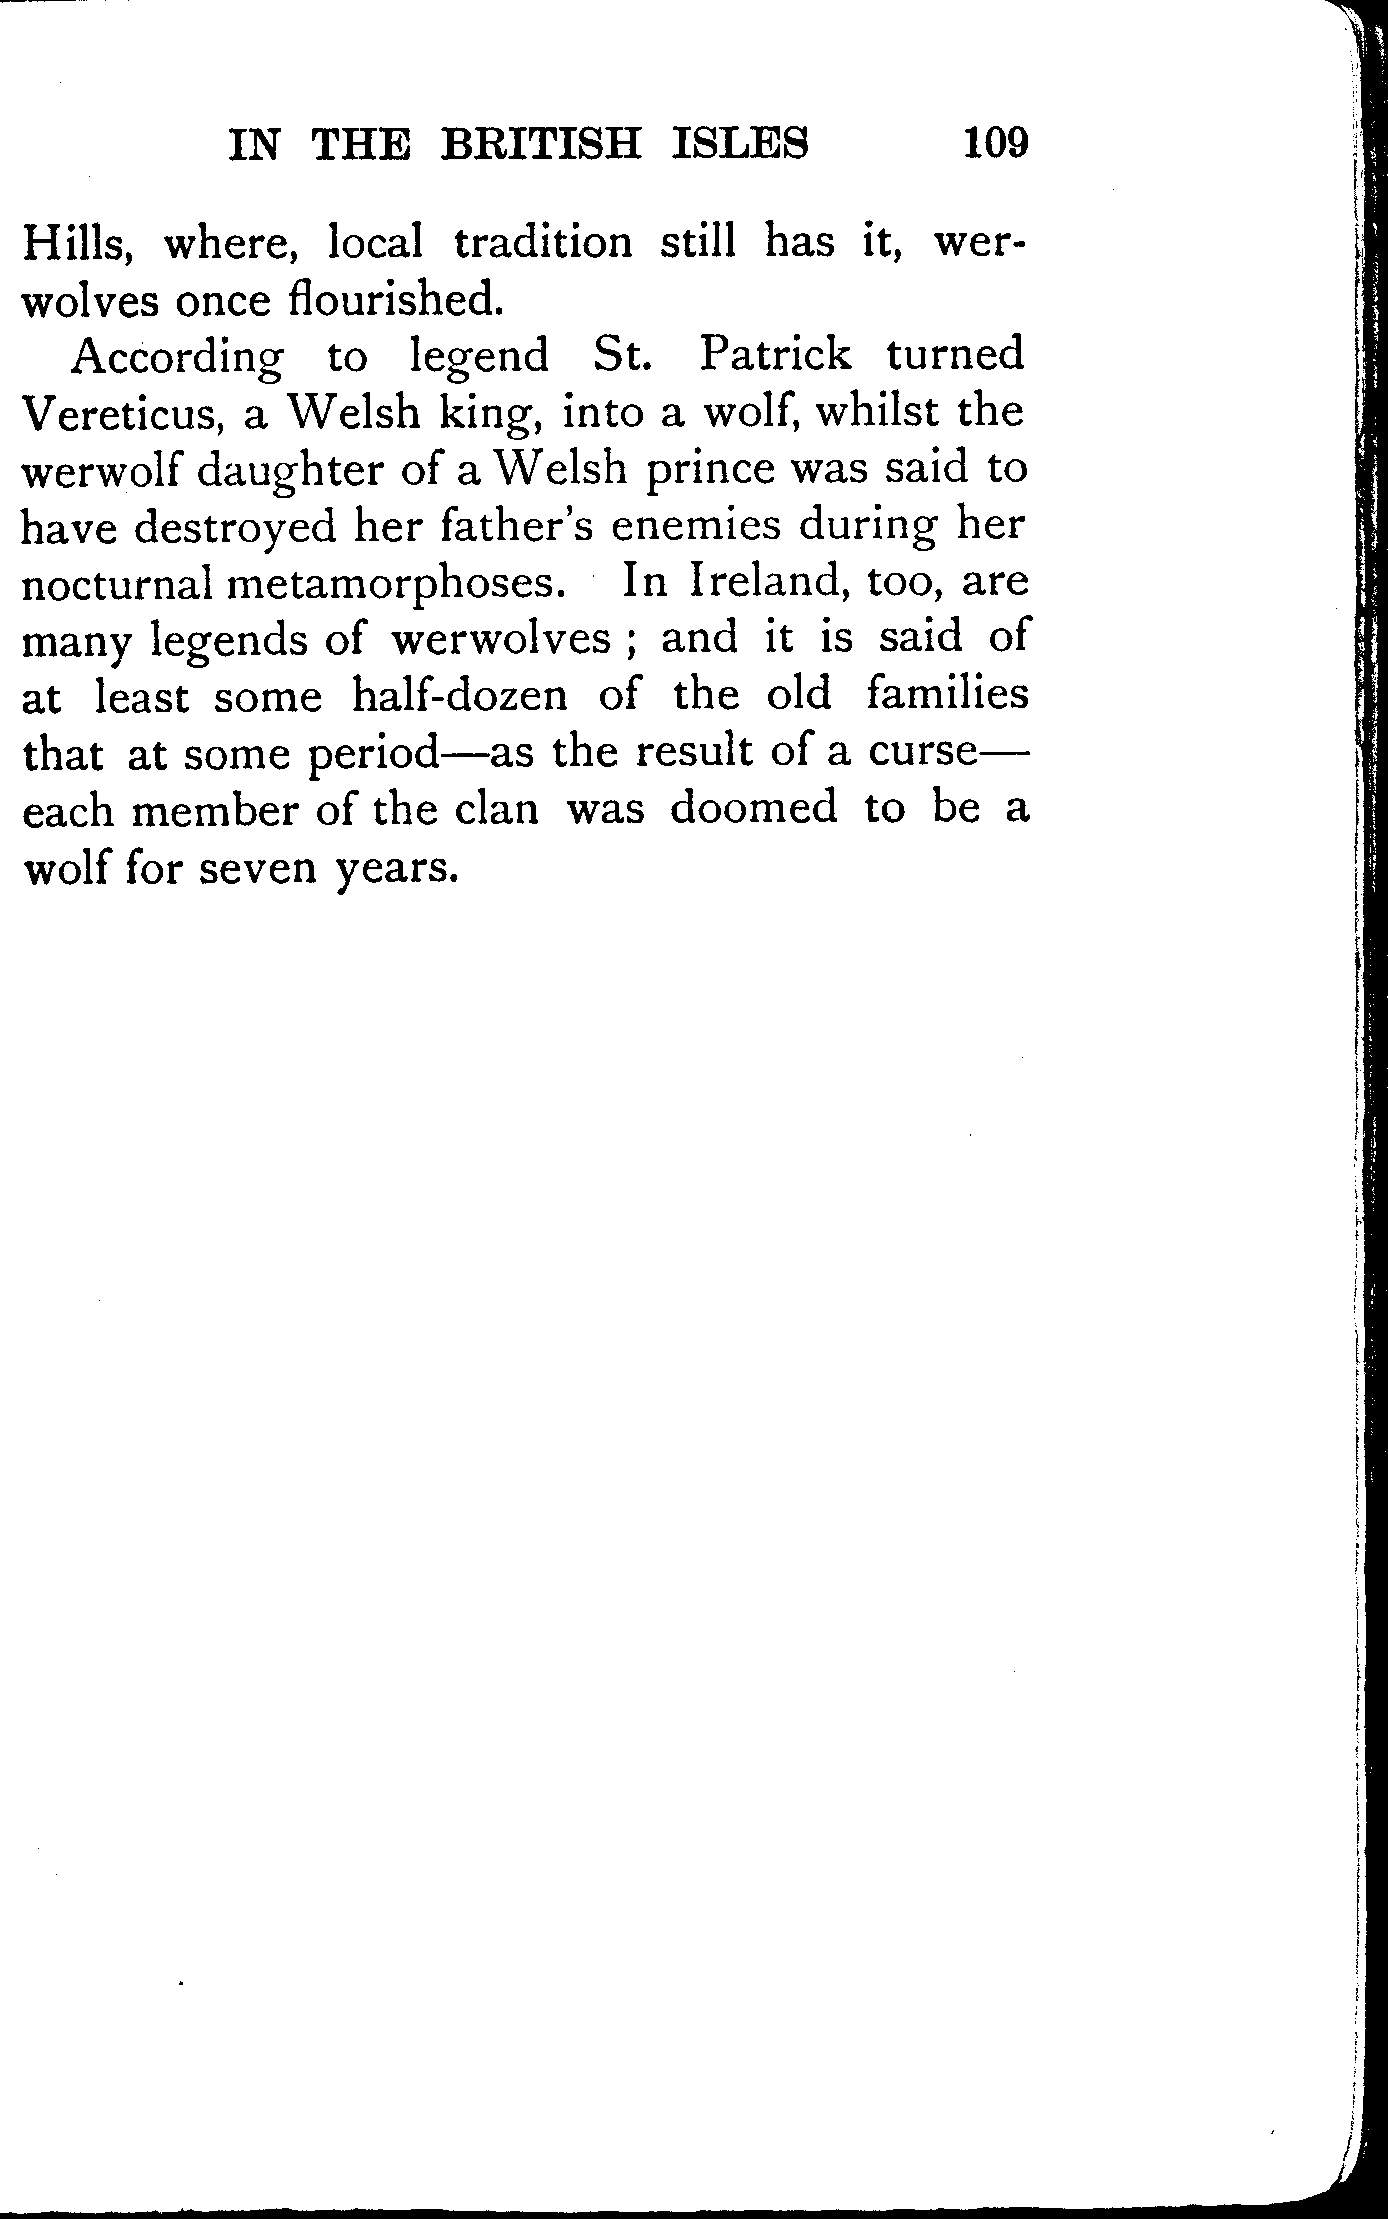 IN THE BRITISH ISLES 109
Hills, where, local tradition still has it, wer-
wolves once flourished.
According to legend St. Patrick turned
Vereticus, a Welsh king, into a wolf, whilst the
werwolf daughter of a Welsh prince was said to
have destroyed her father's enemies during her
nocturnal metamorphoses. In Ireland, too, are
many legends of werwolves ; and it is said of
at least some half-dozen of the old families
that at some period—as the result of a curse—
each member of the clan was doomed to be a
wolf for seven years.